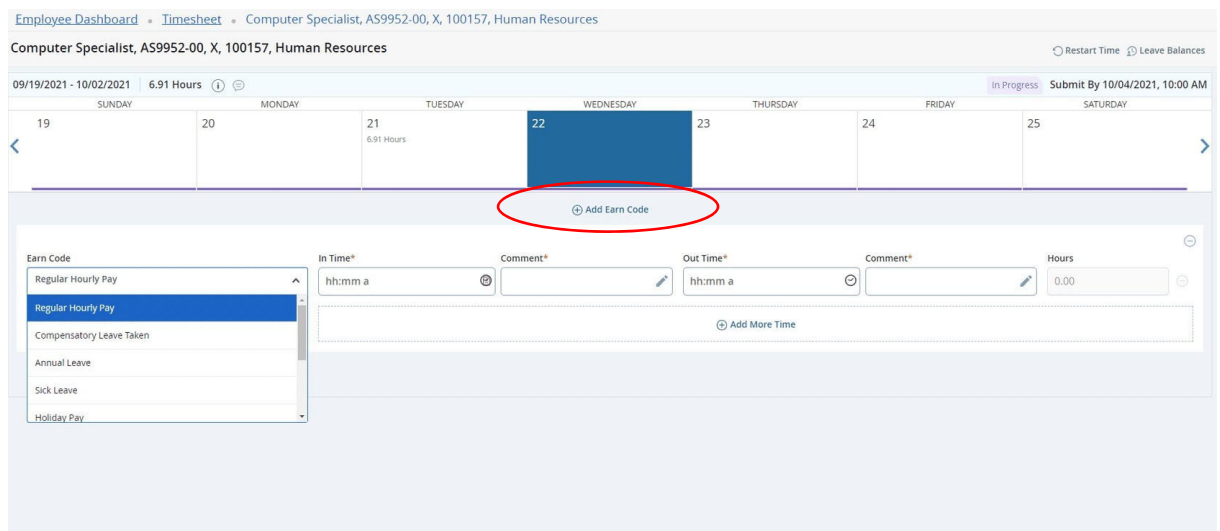 Employee Dashboard • Timesheet • Computer Specialist, AS9952-00, X, 100157, Human Resources
Computer Specialist, AS9952-00, X, 100157, Human Resources
Restart Time Leave Balances
09/19/2021 - 10/02/2021 6.91 Hours In Progress Submit By 10/04/2021, 10:00 AM
SUNDAY MONDAY TUESDAY WEDNESDAY THURSDAY FRIDAY SATURDAY
19 20 21 22 23 24 25
6.91 Hours
Add Earn Code
Earn Code In Time* Comment* Out Time* Comment* Hours
Regular Hourly Pay hh:mm a hh:mm a 0.00
Regular Hourly Pay
Add More Time
Compensatory Leave Taken
Annual Leave
Sick Leave
Holiday Pay